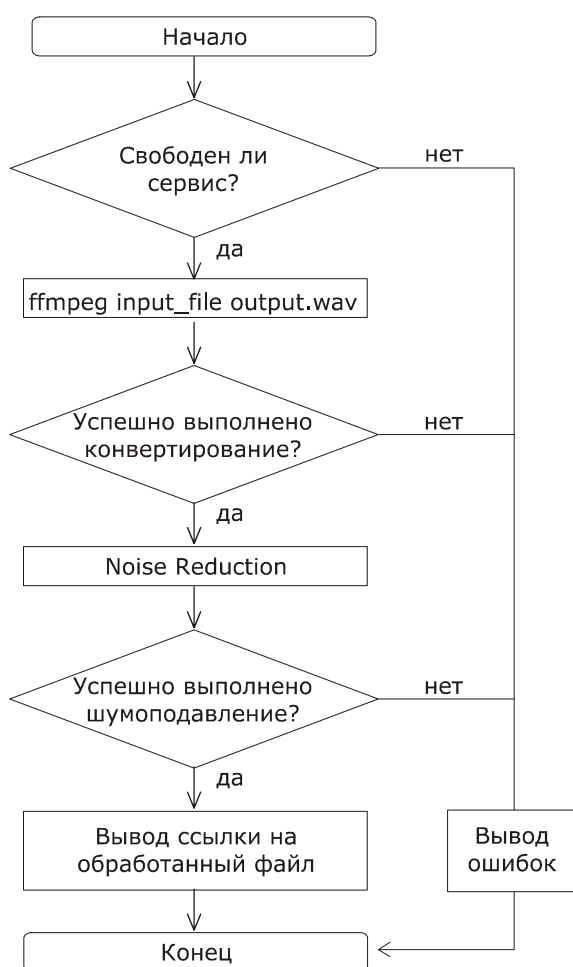 Начало
Свободен ли
сервис?
нет
да
ffmpeg input_file output.wav
Успешно выполнено
конвертирование?
нет
да
Noise Reduction
Успешно выполнено
шумоподавление?
нет
да
Вывод ссылки на
обработанный файл
Вывод
ошибок
Конец